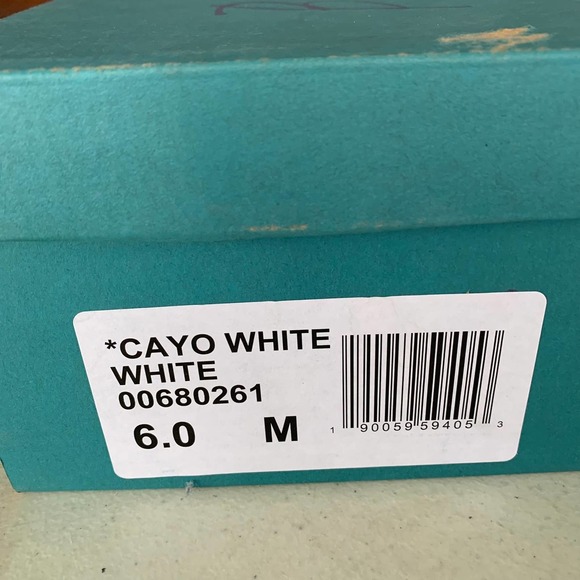 *CAYO WHITE
WHITE
00680261
6.0 M
1 90059 59405 3